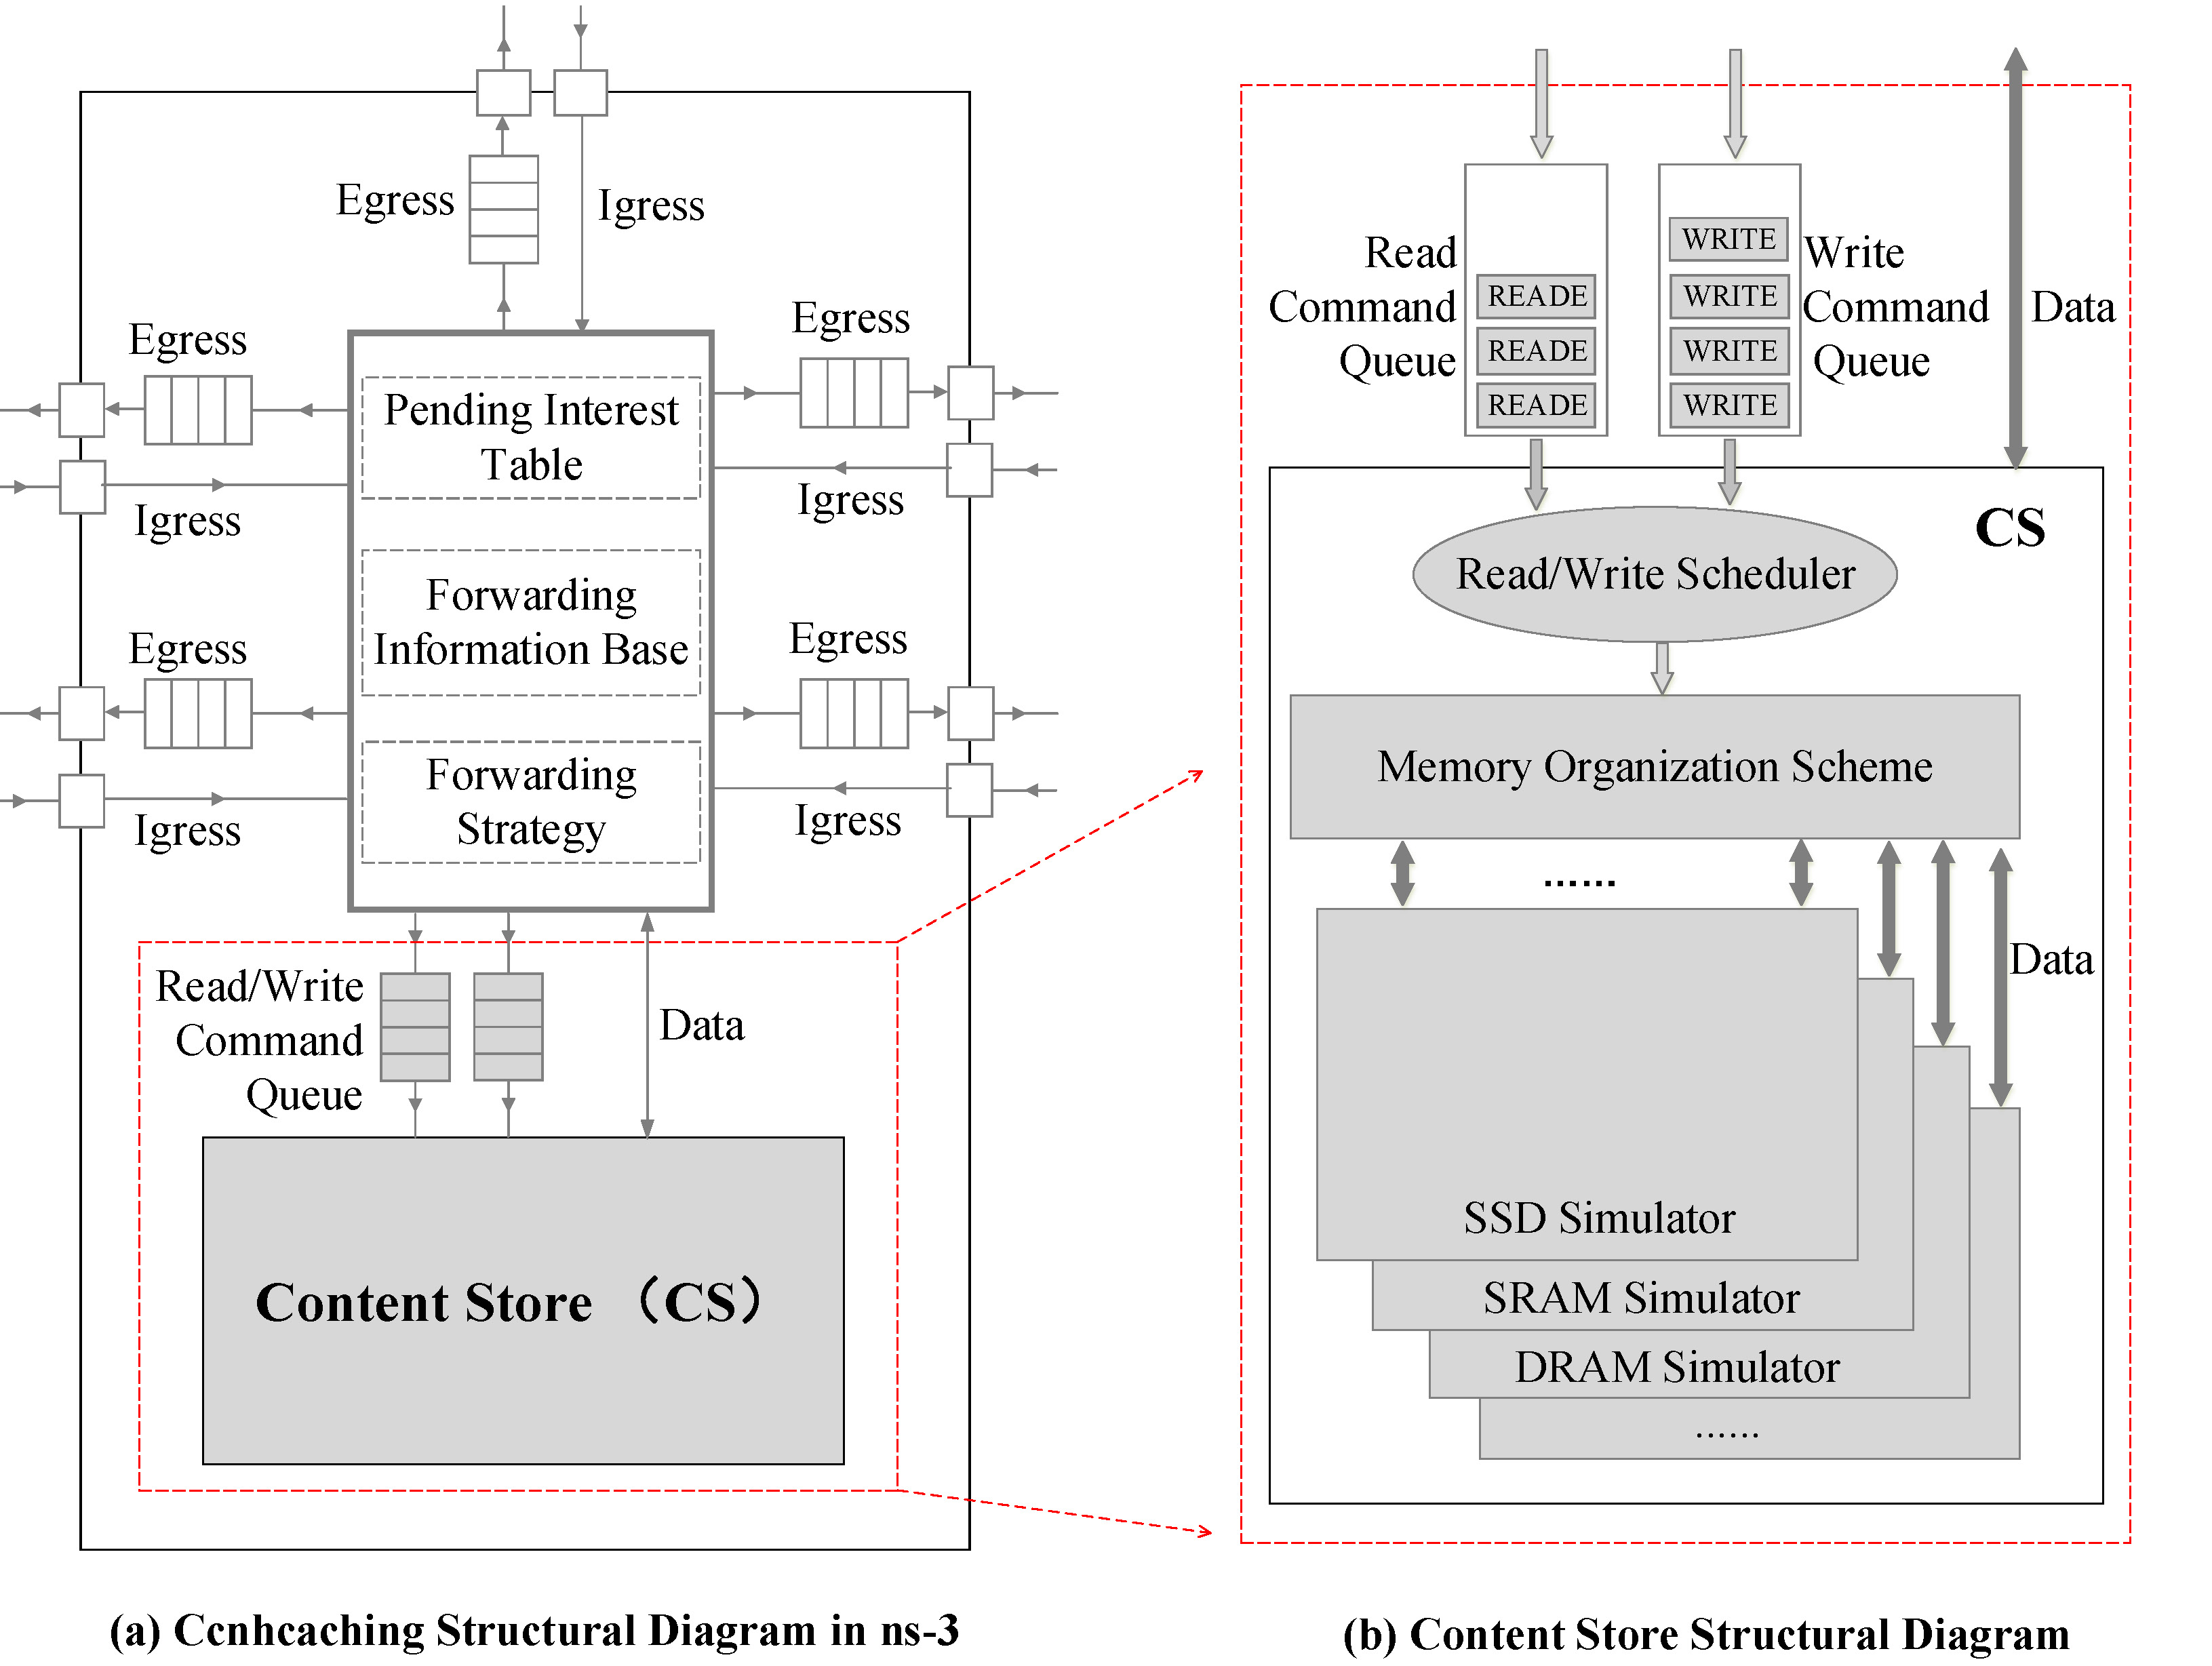 Egress
Igress
Egress
Egress
Igress
Igress
Pending Interest
Table
Forwarding
Information Base
Egress
Egress
Forwarding
Strategy
Igress
Igress
Read/Write
Command
Queue
Data
Content Store （CS）
(a) Ccnhcaching Structural Diagram in ns-3
Read
Command
Queue
READE
READE
READE
WRITE
WRITE
WRITE
WRITE
Write
Command
Queue
Data
CS
Read/Write Scheduler
Memory Organization Scheme
......
Data
SSD Simulator
SRAM Simulator
DRAM Simulator
......
(b) Content Store Structural Diagram